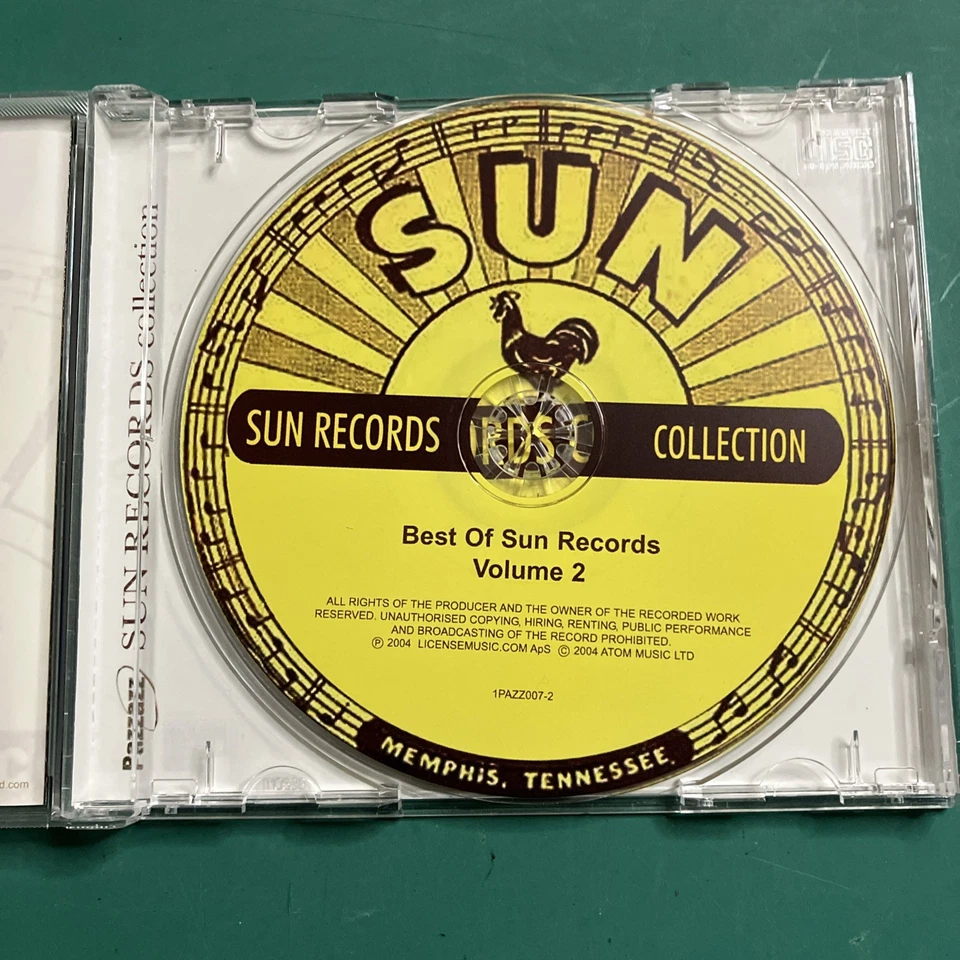 SUN
SUN RECORDS
COLLECTION
Best Of Sun Records
Volume 2
ALL RIGHTS OF THE PRODUCER AND THE OWNER OF THE RECORDED WORK
RESERVED. UNAUTHORISED COPYING, HIRING, RENTING, PUBLIC PERFORMANCE
AND BROADCASTING OF THE RECORD PROHIBITED.
℗ 2004 LICENSEMUSIC.COM ApS © 2004 ATOM MUSIC LTD
1PAZZ007-2
MEMPHIS, TENNESSEE.
Pazzazz SUN RECORDS collection
d.com